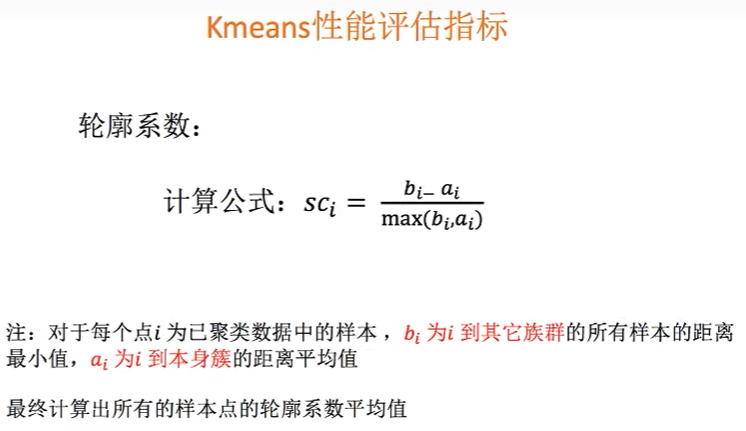 Kmeans性能评估指标
轮廓系数：
计算公式：sc_i = \frac{b_{i-} a_i}{\max(b_i,a_i)}
注：对于每个点i 为已聚类数据中的样本 ，b_i 为i 到其它族群的所有样本的距离
最小值，a_i 为i 到本身簇的距离平均值
最终计算出所有的样本点的轮廓系数平均值